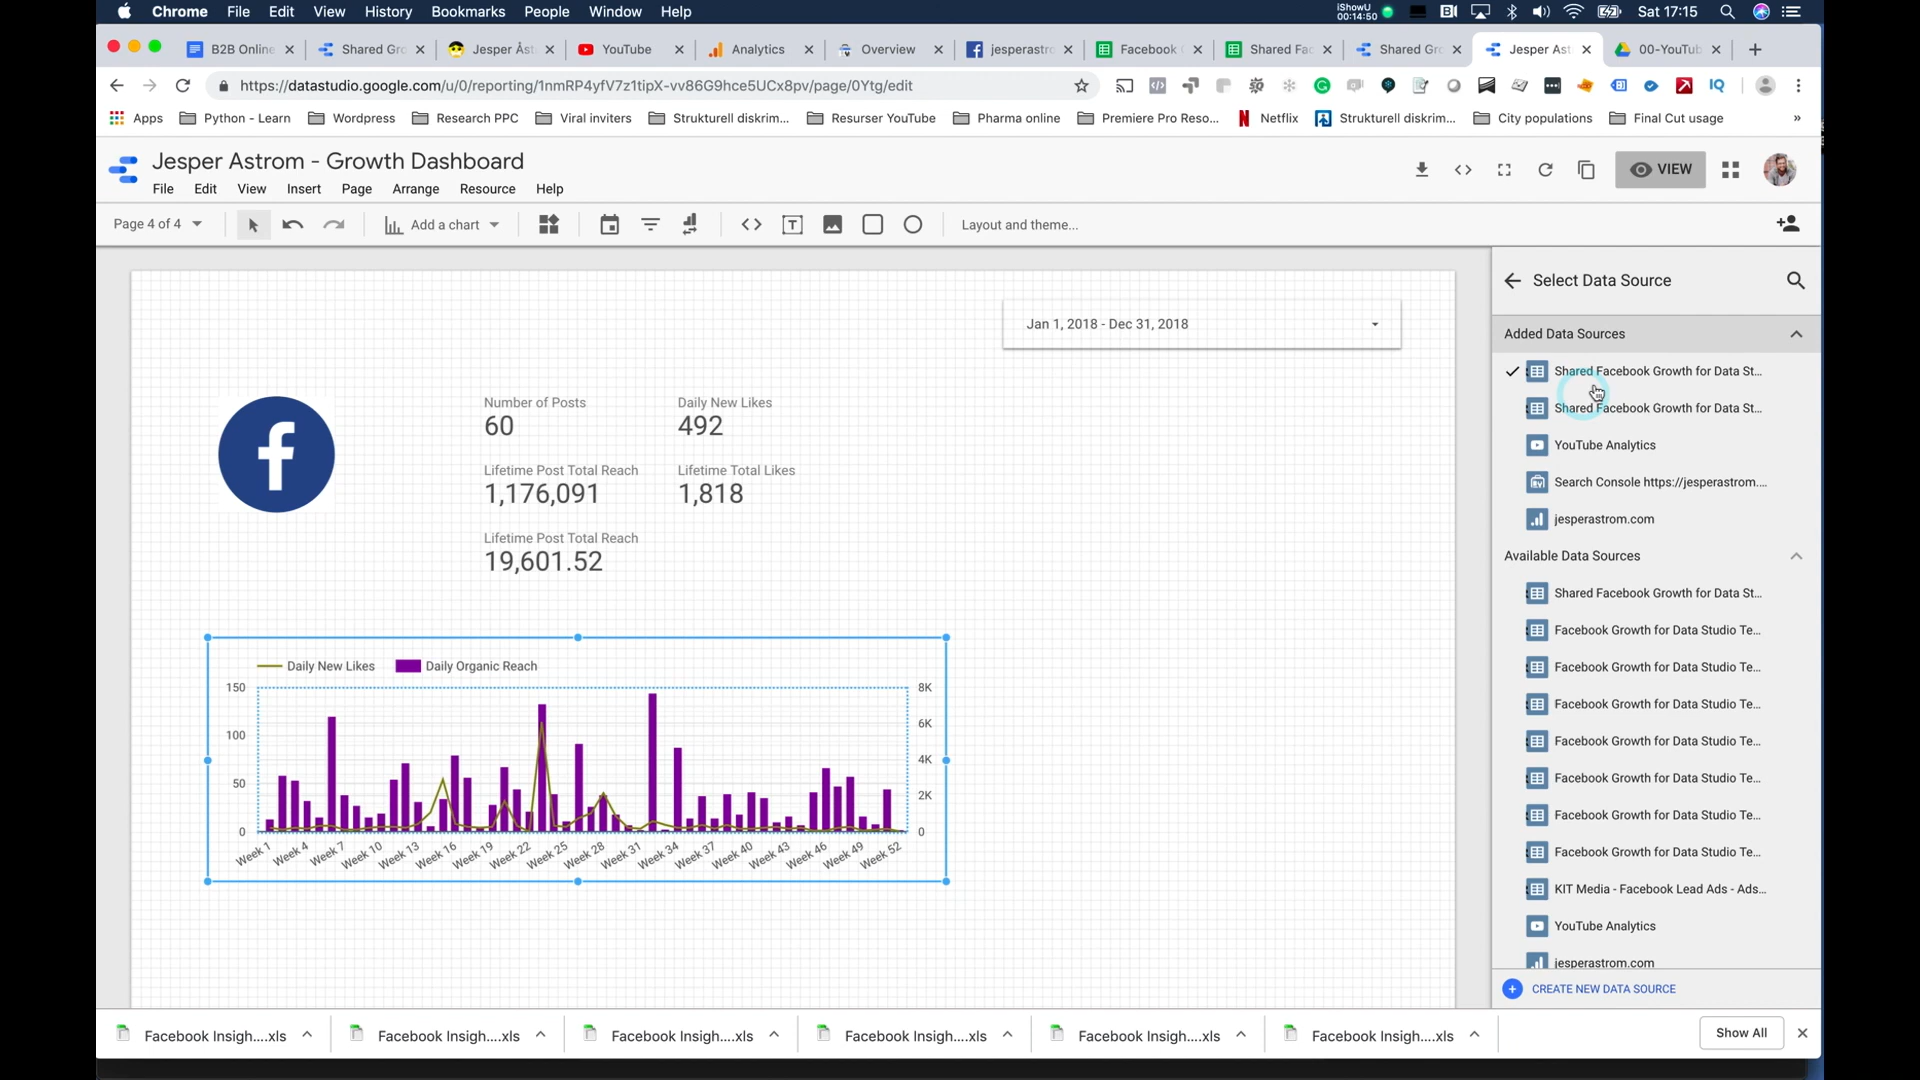 Chrome File Edit View History Bookmarks People Window Help iShowU 00:14:50 Sat 17:15
B2B Online Shared Gro Jesper Ast YouTube Analytics Overview jesperastro Facebook Shared Fac Shared Gro Jesper Ast 00-YouTub
https://datastudio.google.com/u/0/reporting/1nmRP4yfV7z1tipX-vv86G9hce5UCx8pv/page/0Ytg/edit
Apps Python - Learn Wordpress Research PPC Viral inviters Strukturell diskrim... Resurser YouTube Pharma online Premiere Pro Reso... Netflix Strukturell diskrim... City populations Final Cut usage »
Jesper Astrom - Growth Dashboard
VIEW
File Edit View Insert Page Arrange Resource Help
Page 4 of 4 Add a chart Layout and theme...
Select Data Source
Jan 1, 2018 - Dec 31, 2018
Added Data Sources
Shared Facebook Growth for Data St...
Shared Facebook Growth for Data St...
YouTube Analytics
Search Console https://jesperastrom....
jesperastrom.com
Available Data Sources
Shared Facebook Growth for Data St...
Facebook Growth for Data Studio Te...
Facebook Growth for Data Studio Te...
Facebook Growth for Data Studio Te...
Facebook Growth for Data Studio Te...
Facebook Growth for Data Studio Te...
Facebook Growth for Data Studio Te...
Facebook Growth for Data Studio Te...
KIT Media - Facebook Lead Ads - Ads...
YouTube Analytics
jesperastrom.com
CREATE NEW DATA SOURCE
Number of Posts Daily New Likes
60 492
Lifetime Post Total Reach Lifetime Total Likes
1,176,091 1,818
Lifetime Post Total Reach
19,601.52
Daily New Likes Daily Organic Reach
150 8K
100 6K
50 4K
2K
0 0
Week 1 Week 4 Week 7 Week 10 Week 13 Week 16 Week 19 Week 22 Week 25 Week 28 Week 31 Week 34 Week 37 Week 40 Week 43 Week 46 Week 49 Week 52
Facebook Insigh....xls Facebook Insigh....xls Facebook Insigh....xls Facebook Insigh....xls Facebook Insigh....xls Facebook Insigh....xls Show All